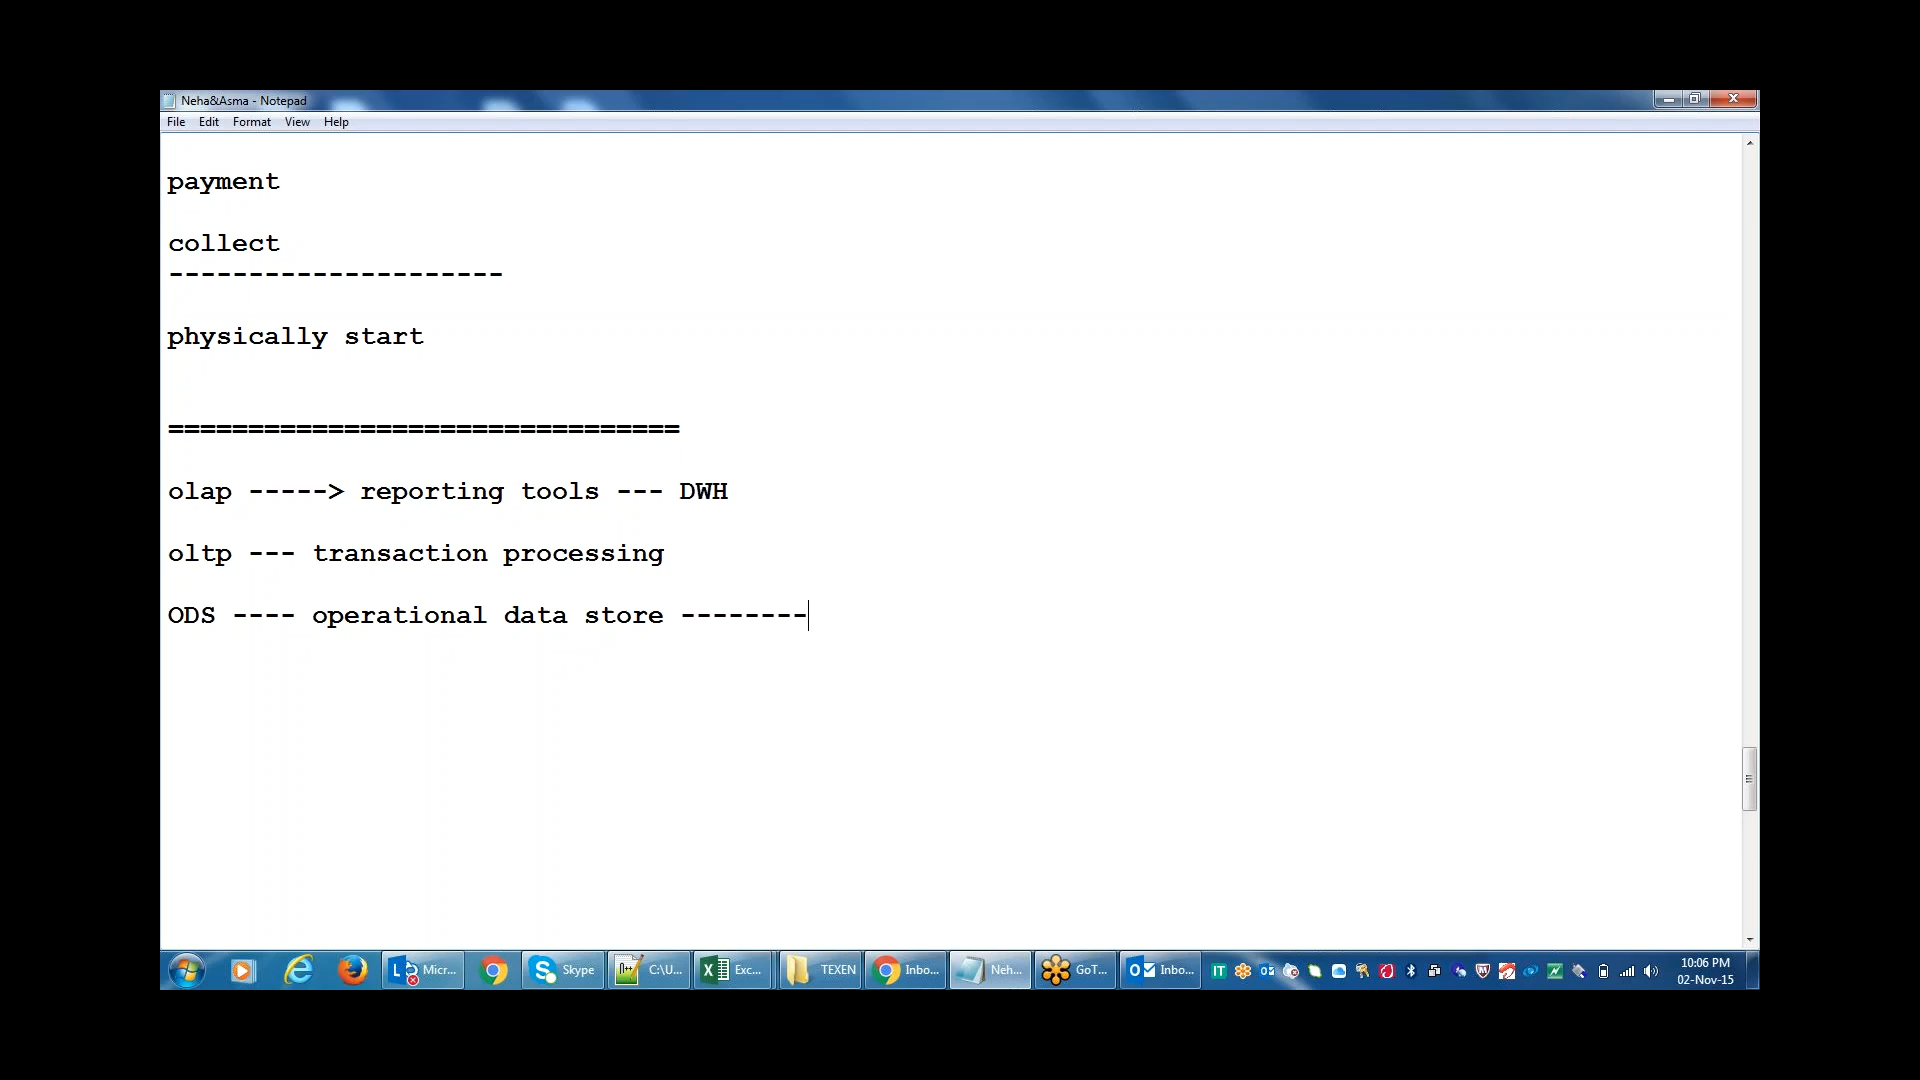 Neha&Asma - Notepad
File Edit Format View Help
payment
collect
---------------------
physically start
================================
olap -----> reporting tools --- DWH
oltp --- transaction processing
ODS ---- operational data store --------
Micr... Skype C:\U... Exc... TEXEN Inbo... Neh... GoT... Inbo... IT 10:06 PM
02-Nov-15